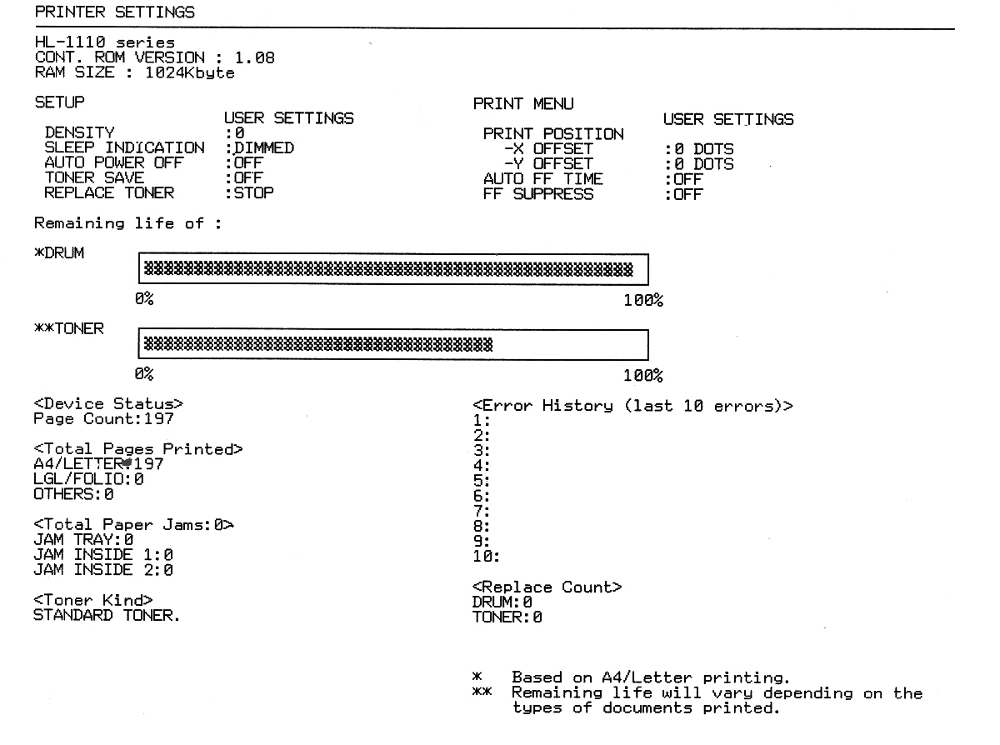 PRINTER SETTINGS
HL-1110 series
CONT. ROM VERSION : 1.08
RAM SIZE : 1024Kbyte
SETUP
USER SETTINGS
DENSITY :0
SLEEP INDICATION :DIMMED
AUTO POWER OFF :OFF
TONER SAVE :OFF
REPLACE TONER :STOP
PRINT MENU
USER SETTINGS
PRINT POSITION
-X OFFSET :0 DOTS
-Y OFFSET :0 DOTS
AUTO FF TIME :OFF
FF SUPPRESS :OFF
Remaining life of :
*DRUM
0% 100%
**TONER
0% 100%
<Device Status>
Page Count:197
<Total Pages Printed>
A4/LETTER:197
LGL/FOLIO:0
OTHERS:0
<Total Paper Jams:0>
JAM TRAY:0
JAM INSIDE 1:0
JAM INSIDE 2:0
<Toner Kind>
STANDARD TONER.
<Error History (last 10 errors)>
1:
2:
3:
4:
5:
6:
7:
8:
9:
10:
<Replace Count>
DRUM:0
TONER:0
* Based on A4/Letter printing.
** Remaining life will vary depending on the
types of documents printed.